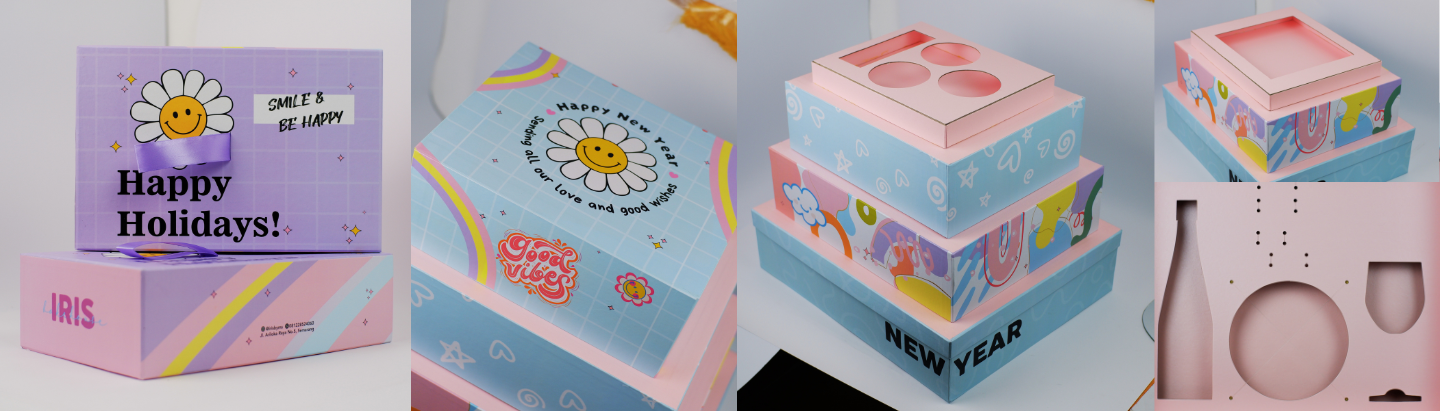 SMILE &
BE HAPPY
Happy
Holidays!
IRIS
Happy New Year
Sending all our love and good wishes
good
vibes
NEW YEAR